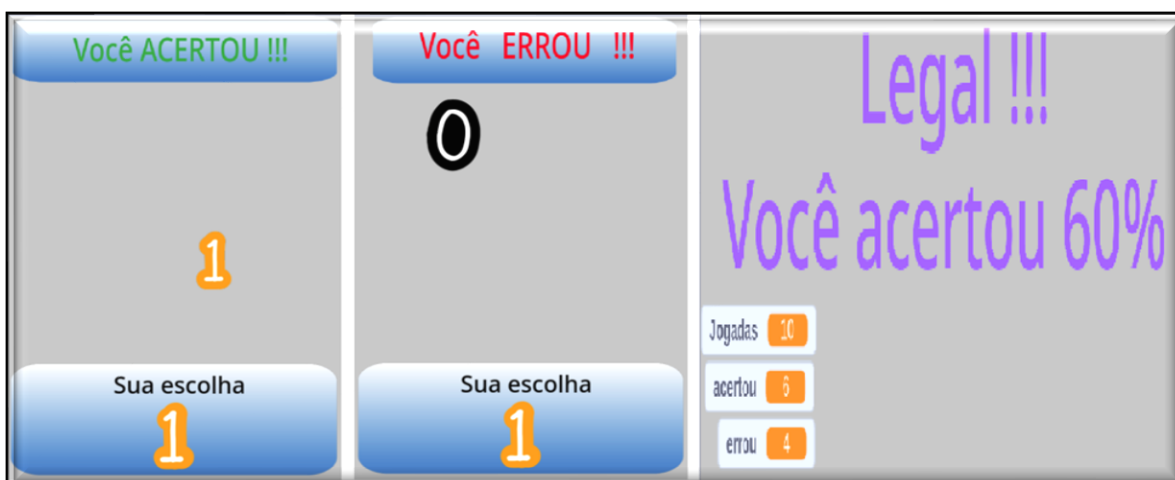 Você ACERTOU !!!
1
Sua escolha
1
Você ERROU !!!
0
Sua escolha
1
Legal !!!
Você acertou 60%
Jogadas 10
acertou 6
errou 4